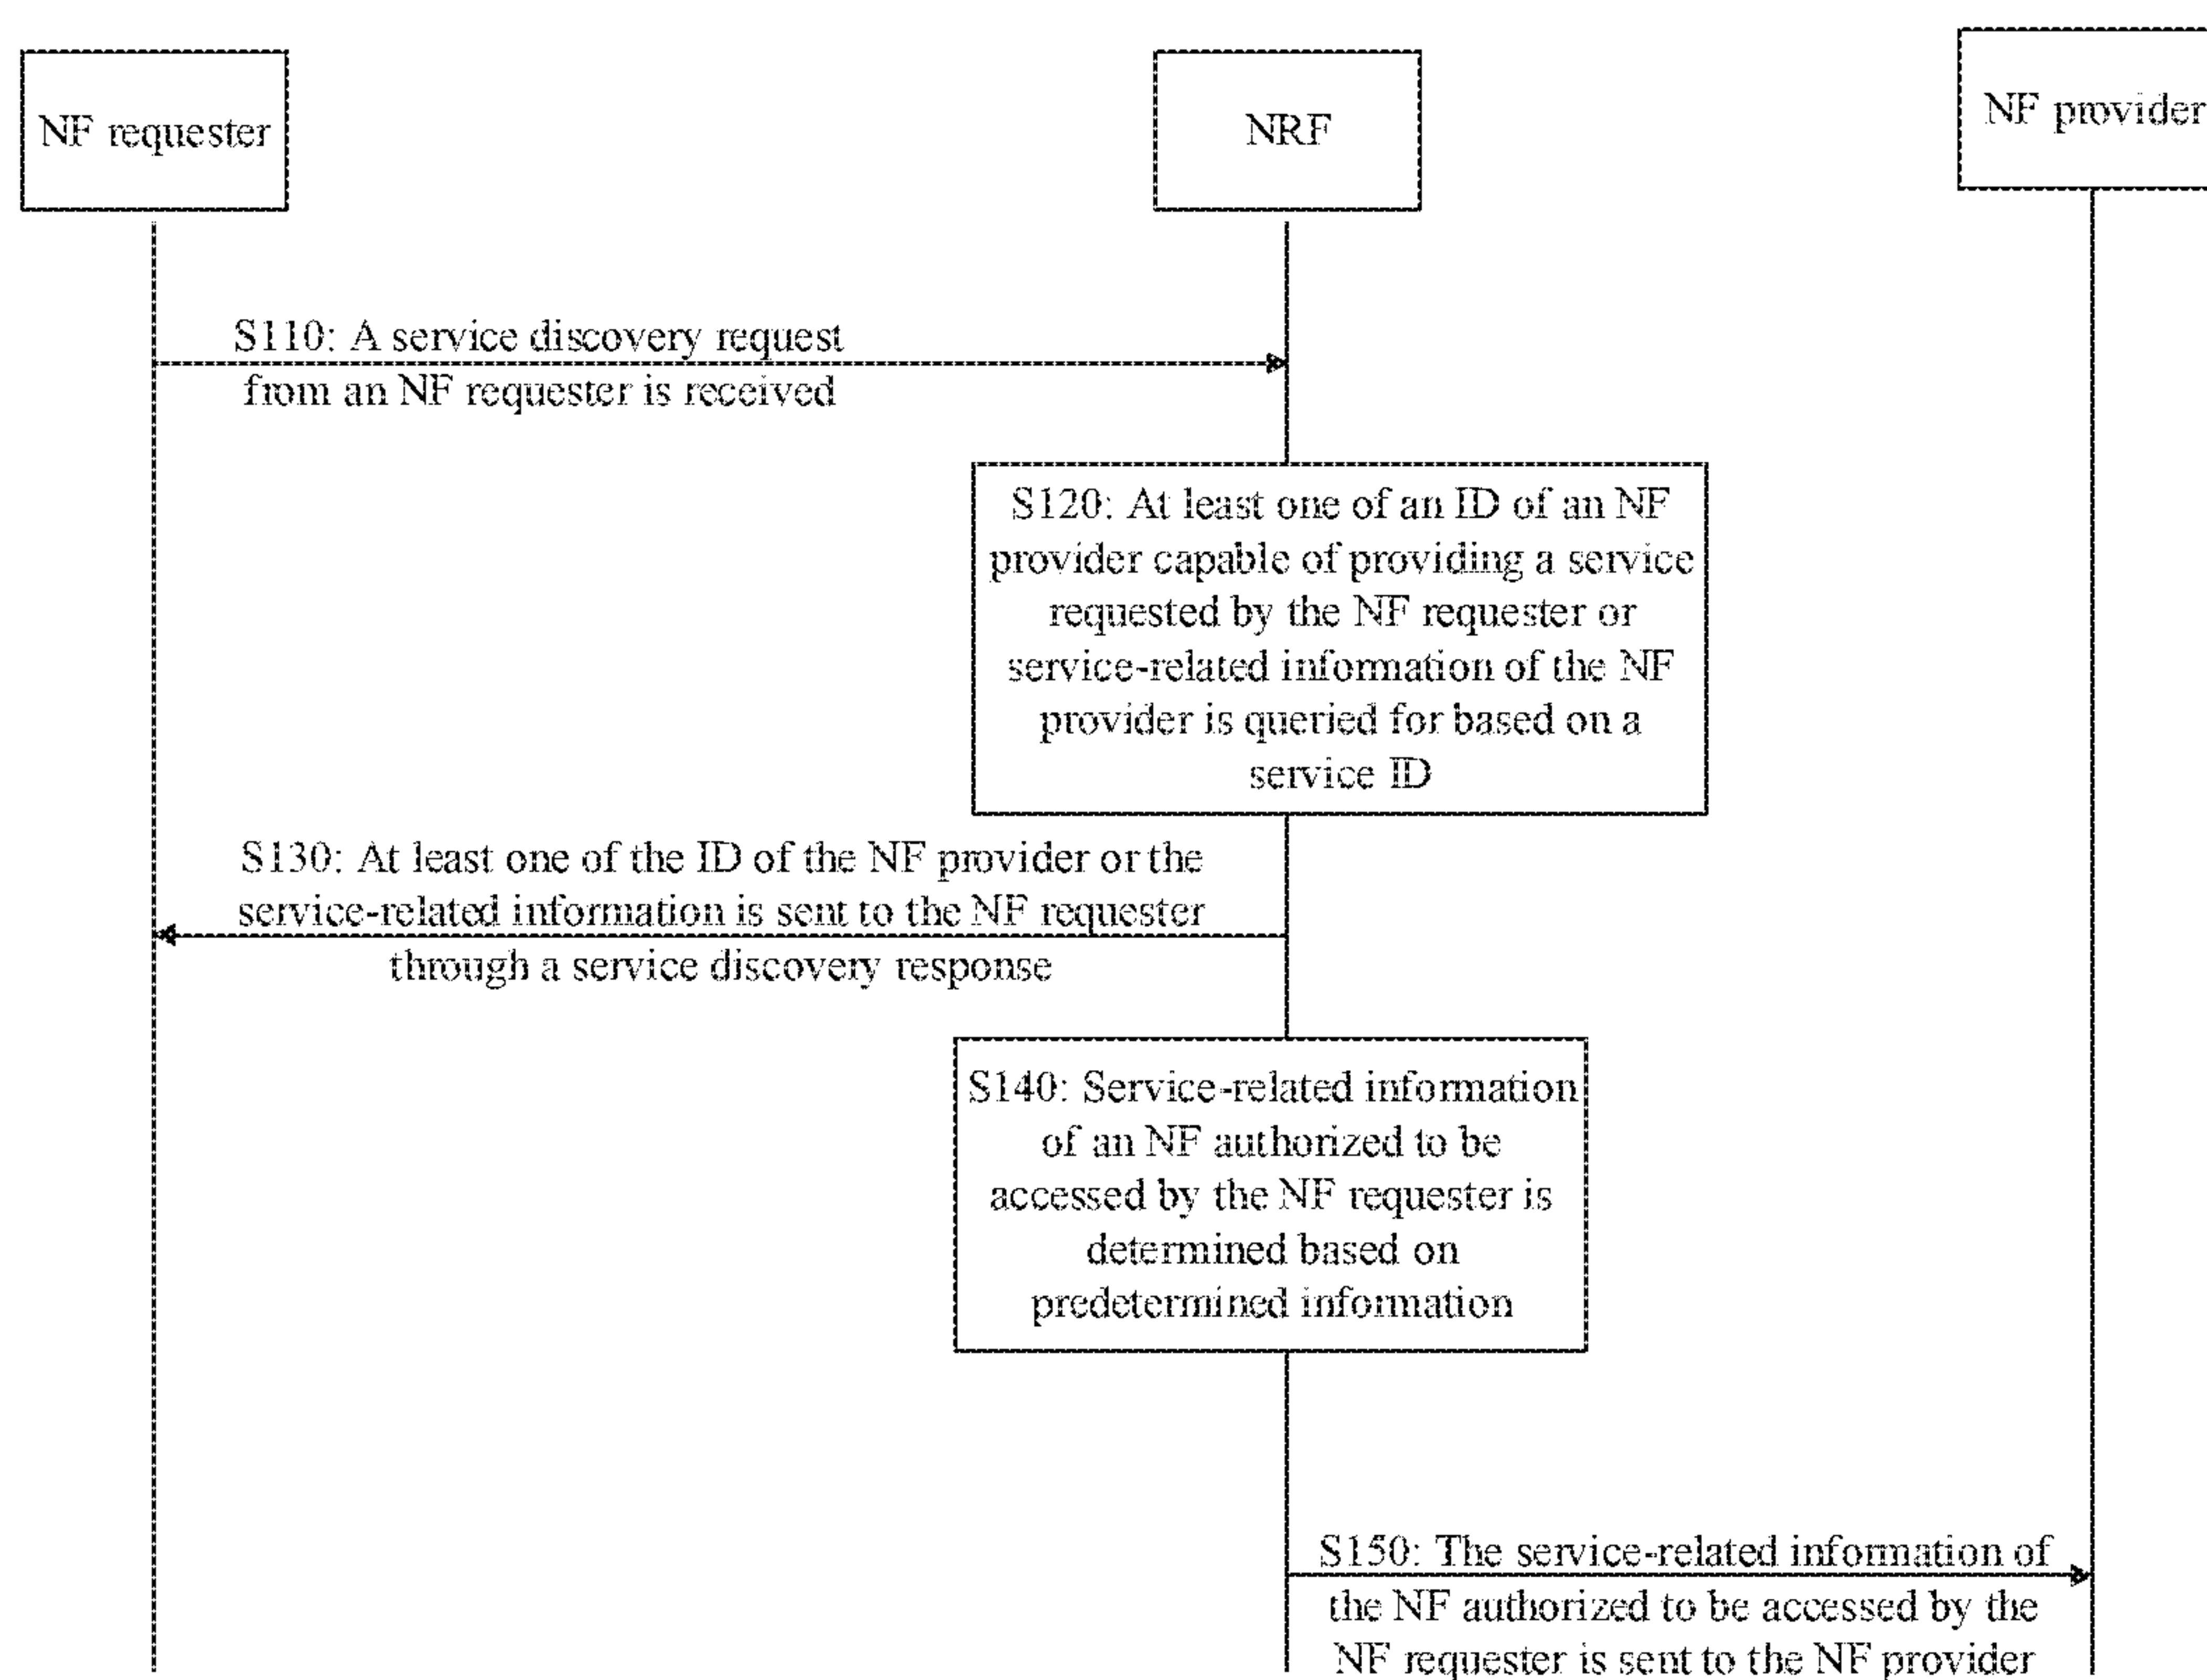 NF requester
NRF
NF provider
S110: A service discovery request
from an NF requester is received
S120: At least one of an ID of an NF
provider capable of providing a service
requested by the NF requester or
service-related information of the NF
provider is queried for based on a
service ID
S130: At least one of the ID of the NF provider or the
service-related information is sent to the NF requester
through a service discovery response
S140: Service-related information
of an NF authorized to be
accessed by the NF requester is
determined based on
predetermined information
S150: The service-related information of
the NF authorized to be accessed by the
NF requester is sent to the NF provider